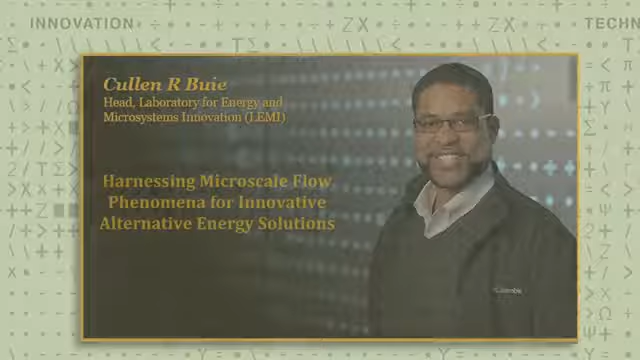 INNOVATION
TECHN
Cullen R Buie
Head, Laboratory for Energy and
Microsystems Innovation (LEMI)
Harnessing Microscale Flow
Phenomena for Innovative
Alternative Energy Solutions
Columbia